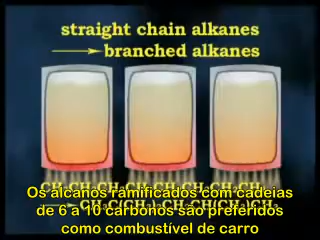 straight chain alkanes
branched alkanes
Os alcanos ramificados com cadeias
de 6 a 10 carbonos são preferidos
como combustível de carro